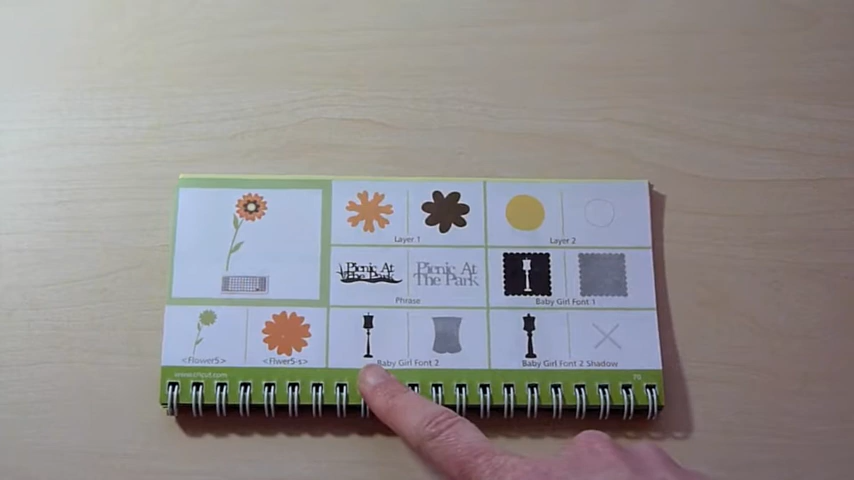 Layer 1
Layer 2
Picnic At
The Park
Picnic At
The Park
Phrase
Baby Girl Font 1
<Flower5>
<Flwer5-s>
Baby Girl Font 2
Baby Girl Font 2 Shadow
www.cricut.com